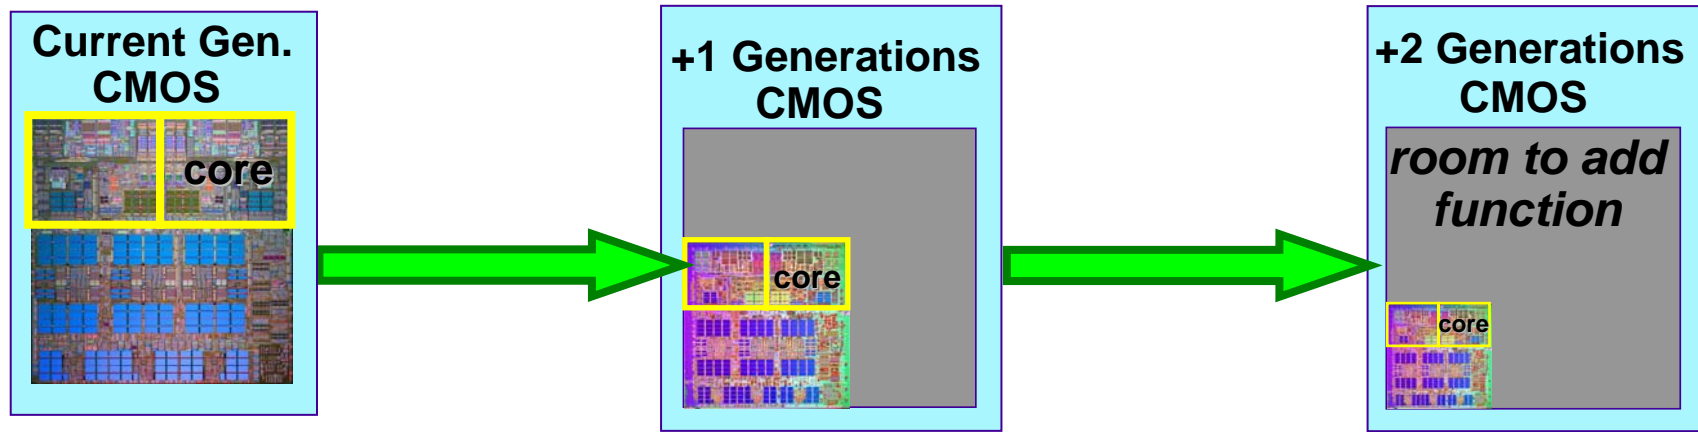 Current Gen.
CMOS
core
+1 Generations
CMOS
core
+2 Generations
CMOS
room to add
function
core